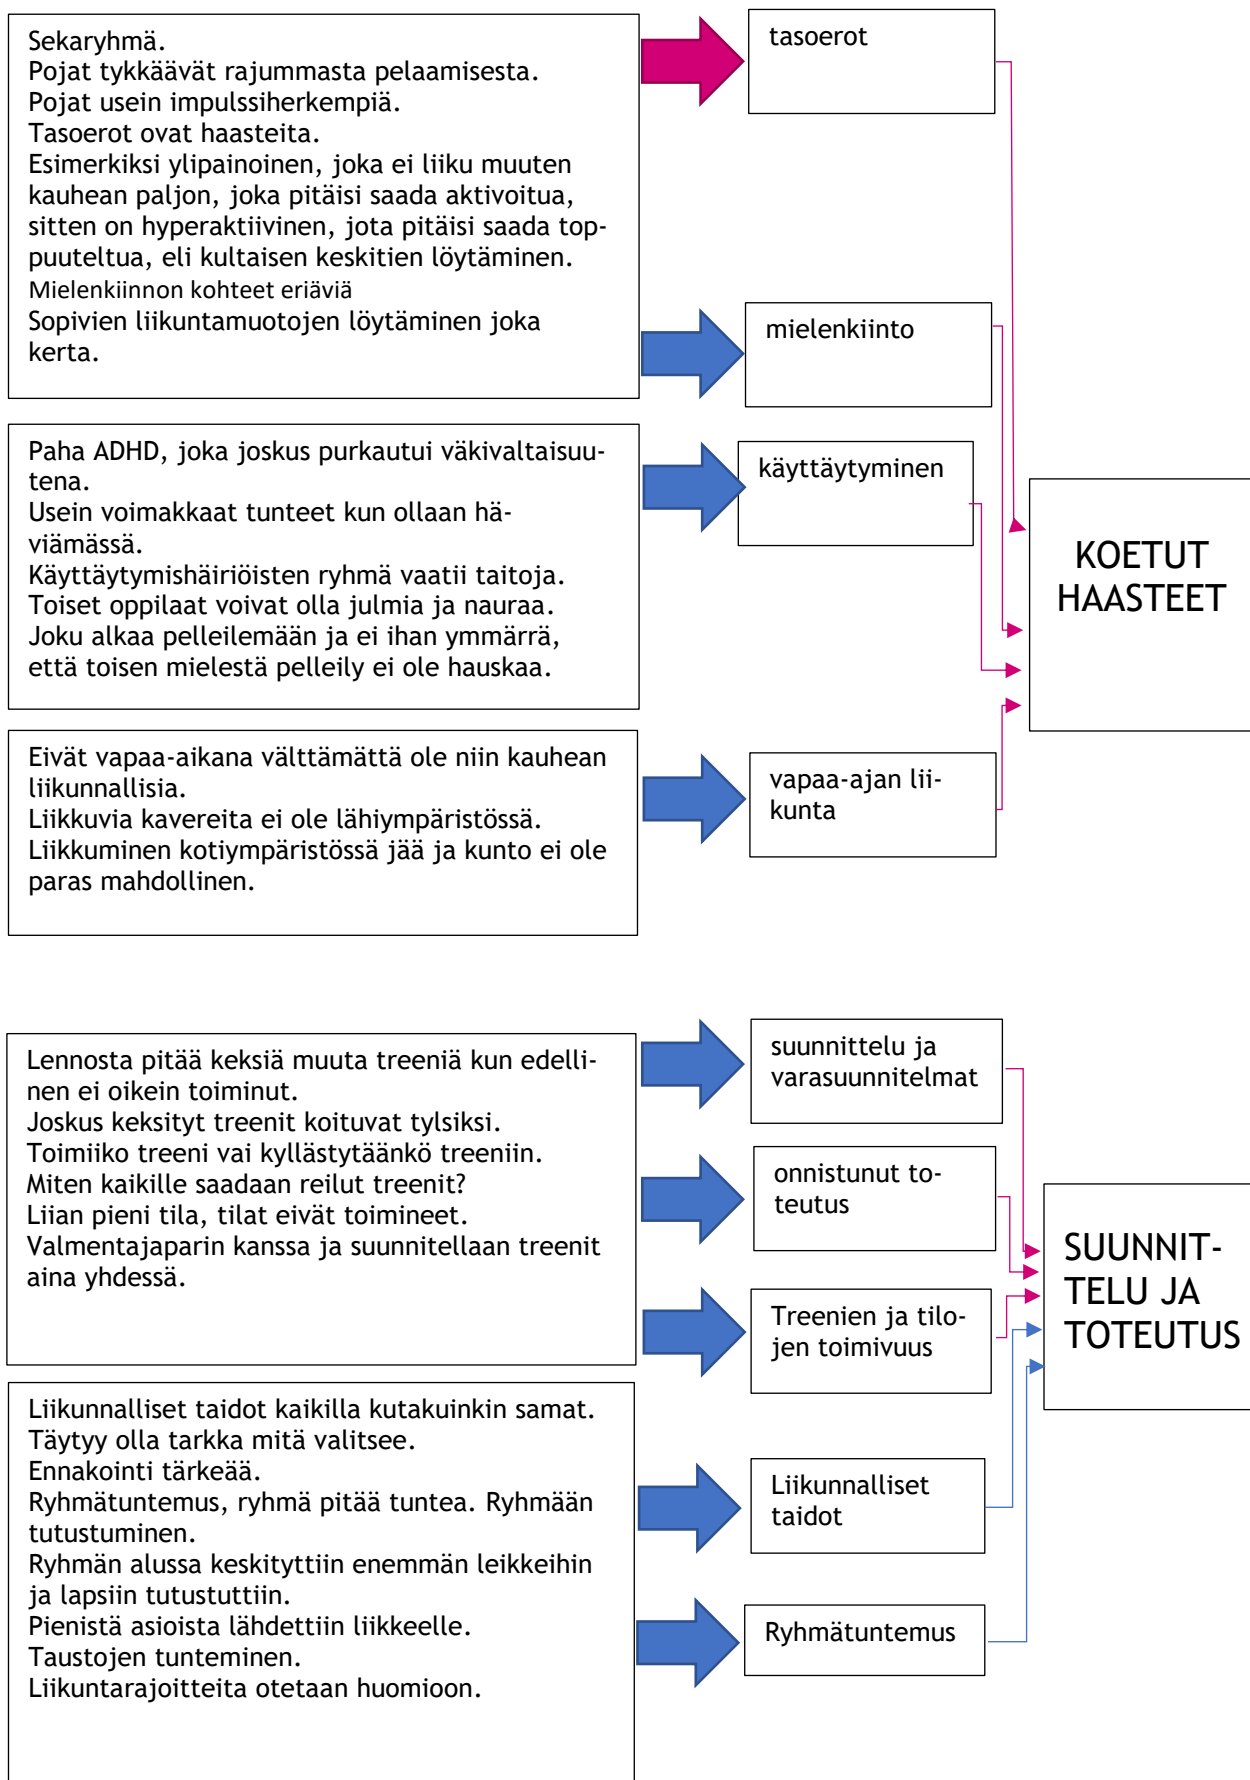 Sekaryhmä.
Pojat tykkäävät rajummasta pelaamisesta.
Pojat usein impulssiherkempiä.
Tasoerot ovat haasteita.
Esimerkiksi ylipainoinen, joka ei liiku muuten
kauhean paljon, joka pitäisi saada aktivoitua,
sitten on hyperaktiivinen, jota pitäisi saada top-
puuteltua, eli kultaisen keskitien löytäminen.
Mielenkiinnon kohteet eriäviä
Sopivien liikuntamuotojen löytäminen joka
kerta.
tasoerot
mielenkiinto
Paha ADHD, joka joskus purkautui väkivaltaisuu-
tena.
Usein voimakkaat tunteet kun ollaan hä-
viämässä.
Käyttäytymishäiriöisten ryhmä vaatii taitoja.
Toiset oppilaat voivat olla julmia ja nauraa.
Joku alkaa pelleilemään ja ei ihan ymmärrä,
että toisen mielestä pelleily ei ole hauskaa.
käyttäytyminen
Eivät vapaa-aikana välttämättä ole niin kauhean
liikunnallisia.
Liikkuvia kavereita ei ole lähiympäristössä.
Liikkuminen kotiympäristössä jää ja kunto ei ole
paras mahdollinen.
vapaa-ajan lii-
kunta
KOETUT
HAASTEET
Lennosta pitää keksiä muuta treeniä kun edelli-
nen ei oikein toiminut.
Joskus keksityt treenit koituvat tylsiksi.
Toimiiko treeni vai kyllästytäänkö treeniin.
Miten kaikille saadaan reilut treenit?
Liian pieni tila, tilat eivät toimineet.
Valmentajaparin kanssa ja suunnitellaan treenit
aina yhdessä.
suunnittelu ja
varasuunnitelmat
onnistunut to-
teutus
Treenien ja tilo-
jen toimivuus
Liikunnalliset taidot kaikilla kutakuinkin samat.
Täytyy olla tarkka mitä valitsee.
Ennakointi tärkeää.
Ryhmätuntemus, ryhmä pitää tuntea. Ryhmään
tutustuminen.
Ryhmän alussa keskityttiin enemmän leikkeihin
ja lapsiin tutustuttiin.
Pienistä asioista lähdettiin liikkeelle.
Taustojen tunteminen.
Liikuntarajoitteita otetaan huomioon.
Liikunnalliset
taidot
Ryhmätuntemus
SUUNNIT-
TELU JA
TOTEUTUS